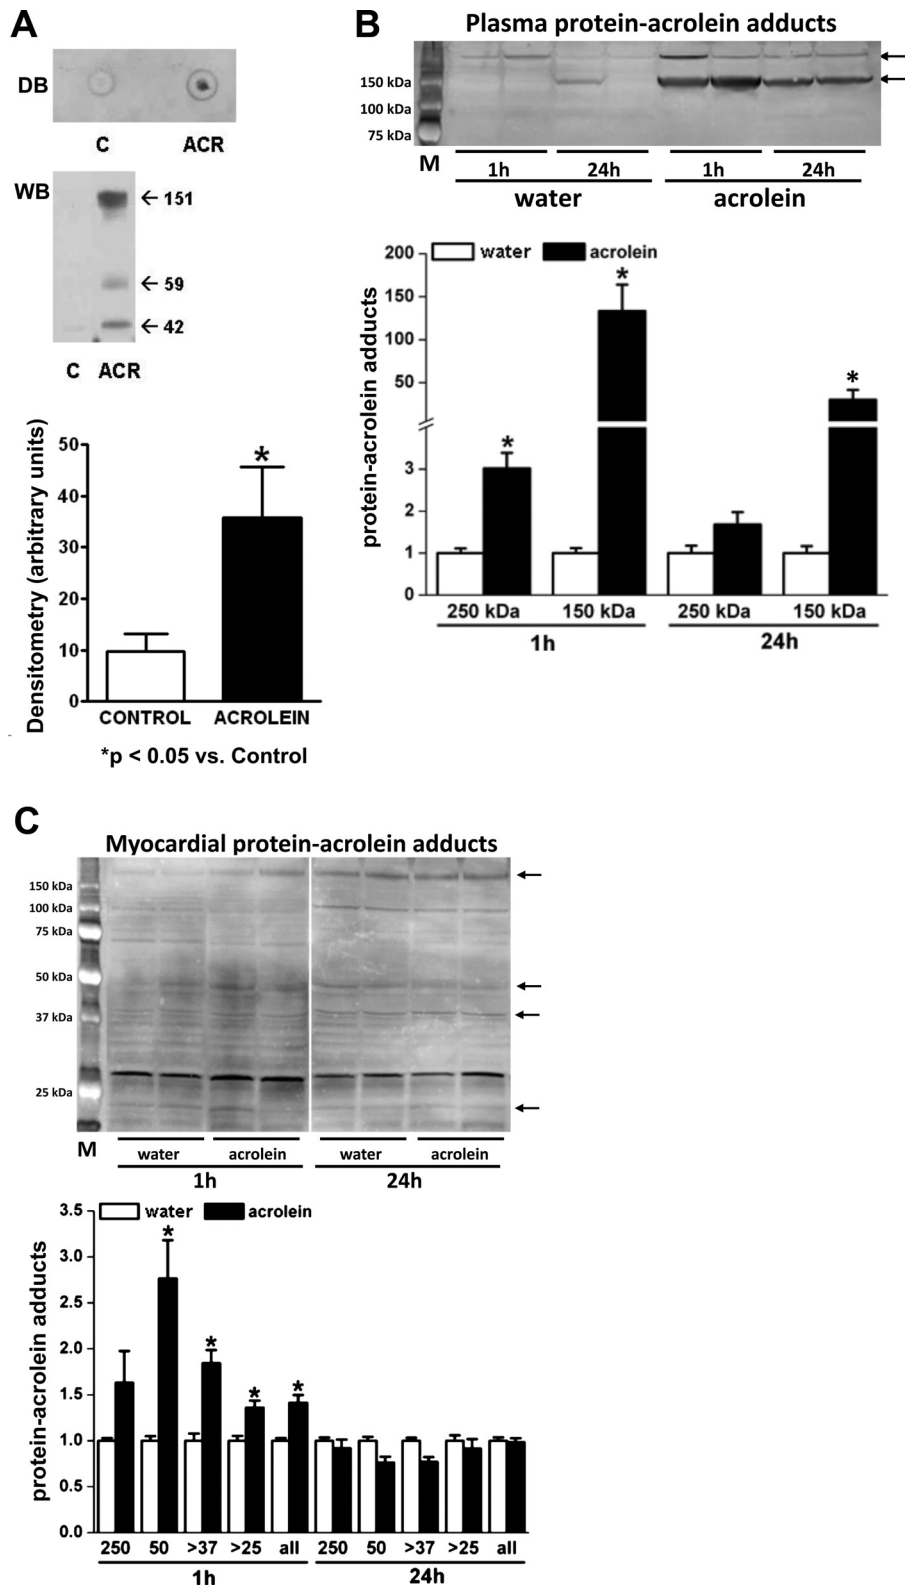 A
DB
C ACR
WB
← 151
← 59
← 42
C ACR
Densitometry (arbitrary units)
50
40
30
20
10
0
*
CONTROL ACROLEIN
*p < 0.05 vs. Control
B
Plasma protein-acrolein adducts
150 kDa
100 kDa
75 kDa
M
1h 24h 1h 24h
water acrolein
water acrolein
protein-acrolein adducts
200
150
100
50
3
2
1
0
* * *
250 kDa 150 kDa 250 kDa 150 kDa
1h 24h
C
Myocardial protein-acrolein adducts
150 kDa
100 kDa
75 kDa
50 kDa
37 kDa
25 kDa
M
water acrolein water acrolein
1h 24h
water acrolein
protein-acrolein adducts
3.5
3.0
2.5
2.0
1.5
1.0
0.5
0.0
* * * *
250 50 >37 >25 all 250 50 >37 >25 all
1h 24h